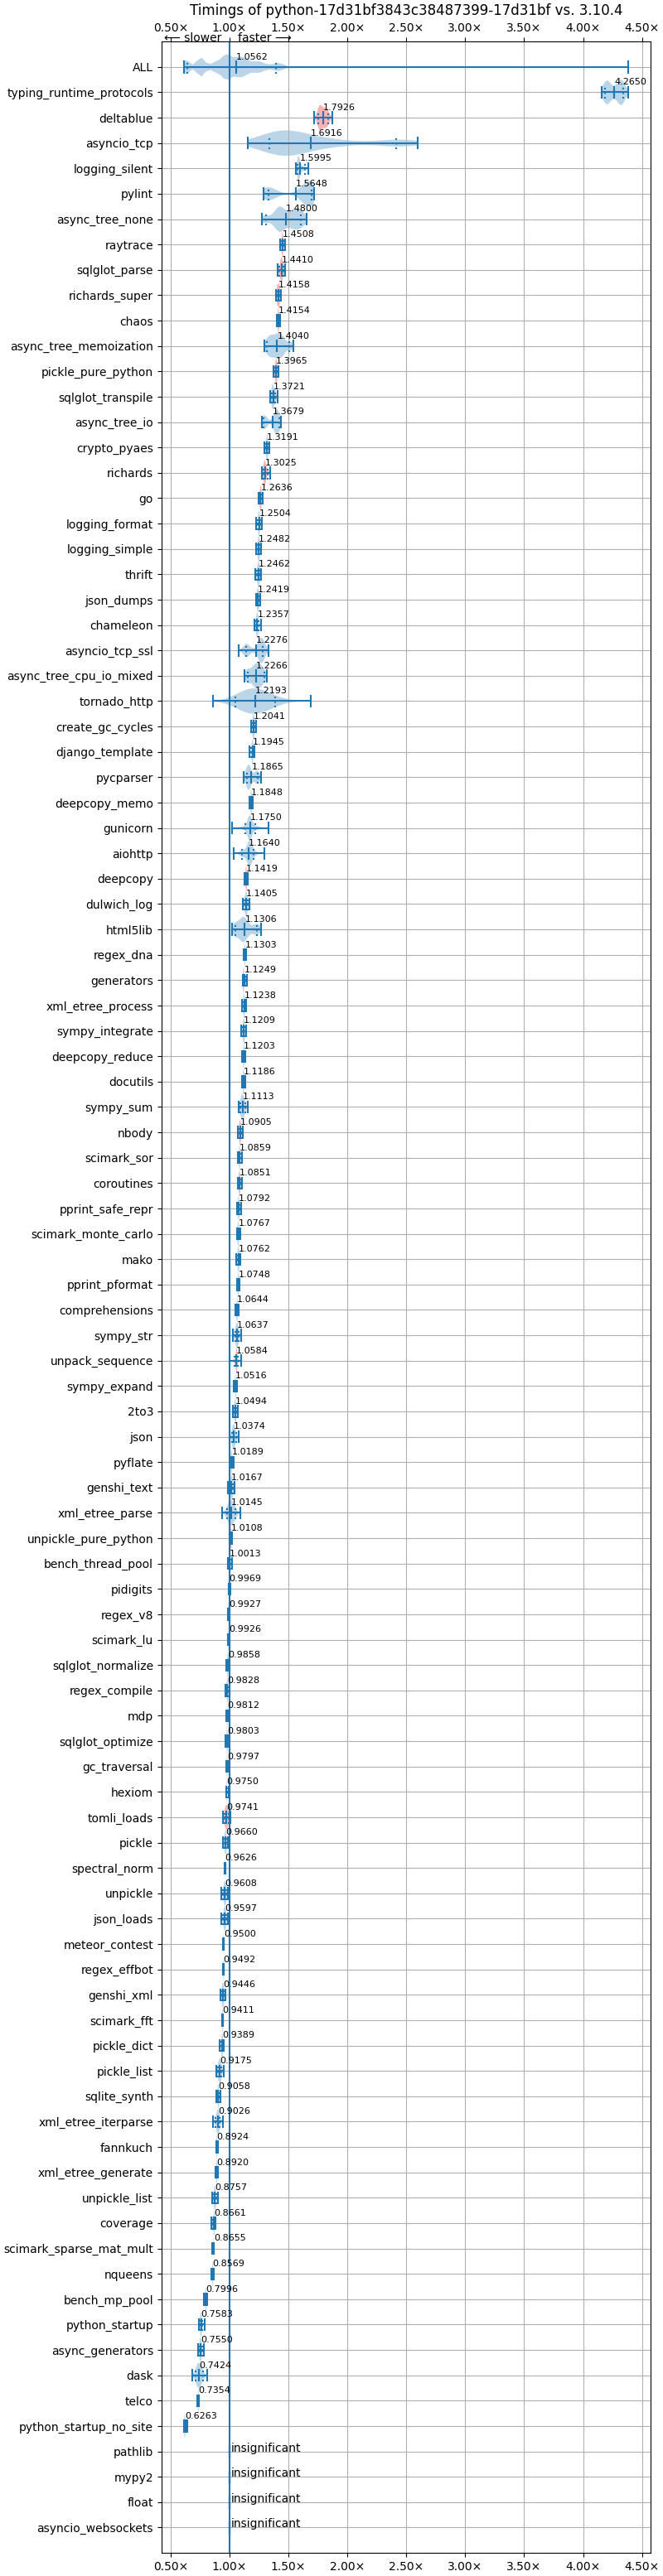 Timings of python-17d31bf3843c38487399-17d31bf vs. 3.10.4
0.50× 1.00× 1.50× 2.00× 2.50× 3.00× 3.50× 4.00× 4.50×
⟵ slower faster ⟶
ALL 1.0562
typing_runtime_protocols 4.2650
deltablue 1.7926
asyncio_tcp 1.6916
logging_silent 1.5995
pylint 1.5648
async_tree_none 1.4800
raytrace 1.4508
sqlglot_parse 1.4410
richards_super 1.4158
chaos 1.4154
async_tree_memoization 1.4040
pickle_pure_python 1.3965
sqlglot_transpile 1.3721
async_tree_io 1.3679
crypto_pyaes 1.3191
richards 1.3025
go 1.2636
logging_format 1.2504
logging_simple 1.2482
thrift 1.2462
json_dumps 1.2419
chameleon 1.2357
asyncio_tcp_ssl 1.2276
async_tree_cpu_io_mixed 1.2266
tornado_http 1.2193
create_gc_cycles 1.2041
django_template 1.1945
pycparser 1.1865
deepcopy_memo 1.1848
gunicorn 1.1750
aiohttp 1.1640
deepcopy 1.1419
dulwich_log 1.1405
html5lib 1.1306
regex_dna 1.1303
generators 1.1249
xml_etree_process 1.1238
sympy_integrate 1.1209
deepcopy_reduce 1.1203
docutils 1.1186
sympy_sum 1.1113
nbody 1.0905
scimark_sor 1.0859
coroutines 1.0851
pprint_safe_repr 1.0792
scimark_monte_carlo 1.0767
mako 1.0762
pprint_pformat 1.0748
comprehensions 1.0644
sympy_str 1.0637
unpack_sequence 1.0584
sympy_expand 1.0516
2to3 1.0494
json 1.0374
pyflate 1.0189
genshi_text 1.0167
xml_etree_parse 1.0145
unpickle_pure_python 1.0108
bench_thread_pool 1.0013
pidigits 0.9969
regex_v8 0.9927
scimark_lu 0.9926
sqlglot_normalize 0.9858
regex_compile 0.9828
mdp 0.9812
sqlglot_optimize 0.9803
gc_traversal 0.9797
hexiom 0.9750
tomli_loads 0.9741
pickle 0.9660
spectral_norm 0.9626
unpickle 0.9608
json_loads 0.9597
meteor_contest 0.9500
regex_effbot 0.9492
genshi_xml 0.9446
scimark_fft 0.9411
pickle_dict 0.9389
pickle_list 0.9175
sqlite_synth 0.9058
xml_etree_iterparse 0.9026
fannkuch 0.8924
xml_etree_generate 0.8920
unpickle_list 0.8757
coverage 0.8661
scimark_sparse_mat_mult 0.8655
nqueens 0.8569
bench_mp_pool 0.7996
python_startup 0.7583
async_generators 0.7550
dask 0.7424
telco 0.7354
python_startup_no_site 0.6263
pathlib insignificant
mypy2 insignificant
float insignificant
asyncio_websockets insignificant
0.50× 1.00× 1.50× 2.00× 2.50× 3.00× 3.50× 4.00× 4.50×